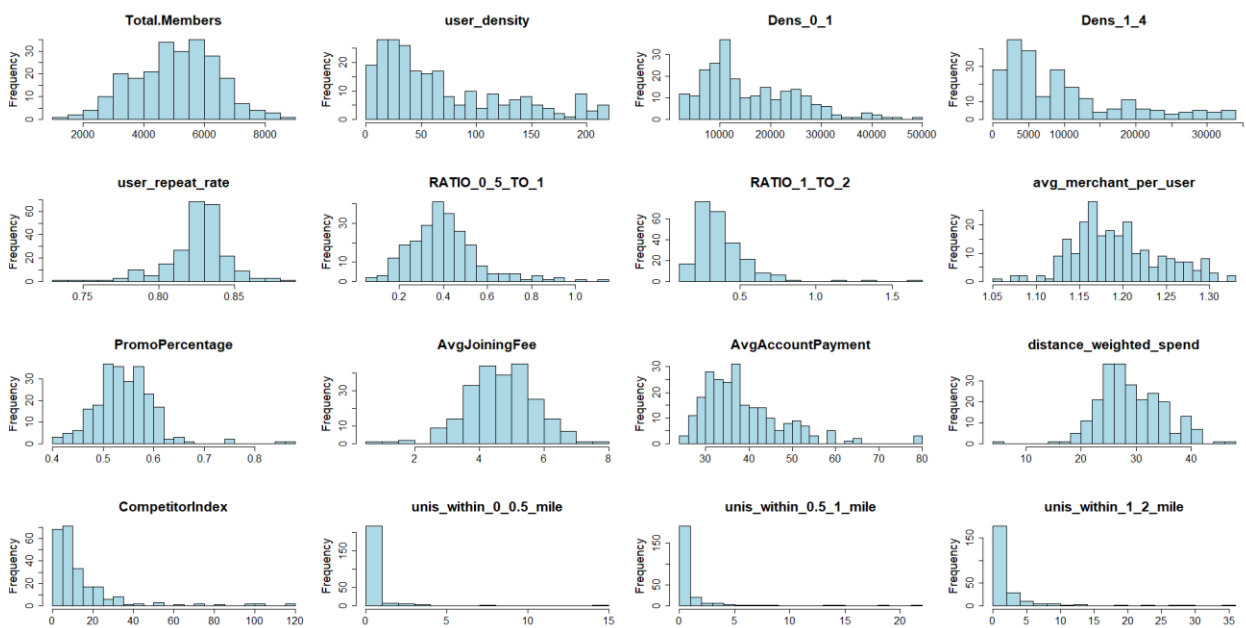 Total.Members
Frequency
0 10 30
2000 4000 6000 8000
user_density
Frequency
0 10 20
0 50 100 150 200
Dens_0_1
Frequency
0 10 20 30
10000 20000 30000 40000 50000
Dens_1_4
Frequency
0 10 30
0 5000 10000 20000 30000
user_repeat_rate
Frequency
0 20 40 60
0.75 0.80 0.85
RATIO_0_5_TO_1
Frequency
0 10 30
0.2 0.4 0.6 0.8 1.0
RATIO_1_TO_2
Frequency
0 20 40 60
0.5 1.0 1.5
avg_merchant_per_user
Frequency
0 10 20
1.05 1.10 1.15 1.20 1.25 1.30
PromoPercentage
Frequency
0 10 20 30
0.4 0.5 0.6 0.7 0.8
AvgJoiningFee
Frequency
0 10 30
2 4 6 8
AvgAccountPayment
Frequency
0 10 20 30
30 40 50 60 70 80
distance_weighted_spend
Frequency
0 10 20 30
10 20 30 40
CompetitorIndex
Frequency
0 20 40 60
0 20 40 60 80 100 120
unis_within_0_0.5_mile
Frequency
0 50 150
0 5 10 15
unis_within_0.5_1_mile
Frequency
0 50 150
0 5 10 15 20
unis_within_1_2_mile
Frequency
0 50 100 150
0 5 10 15 20 25 30 35